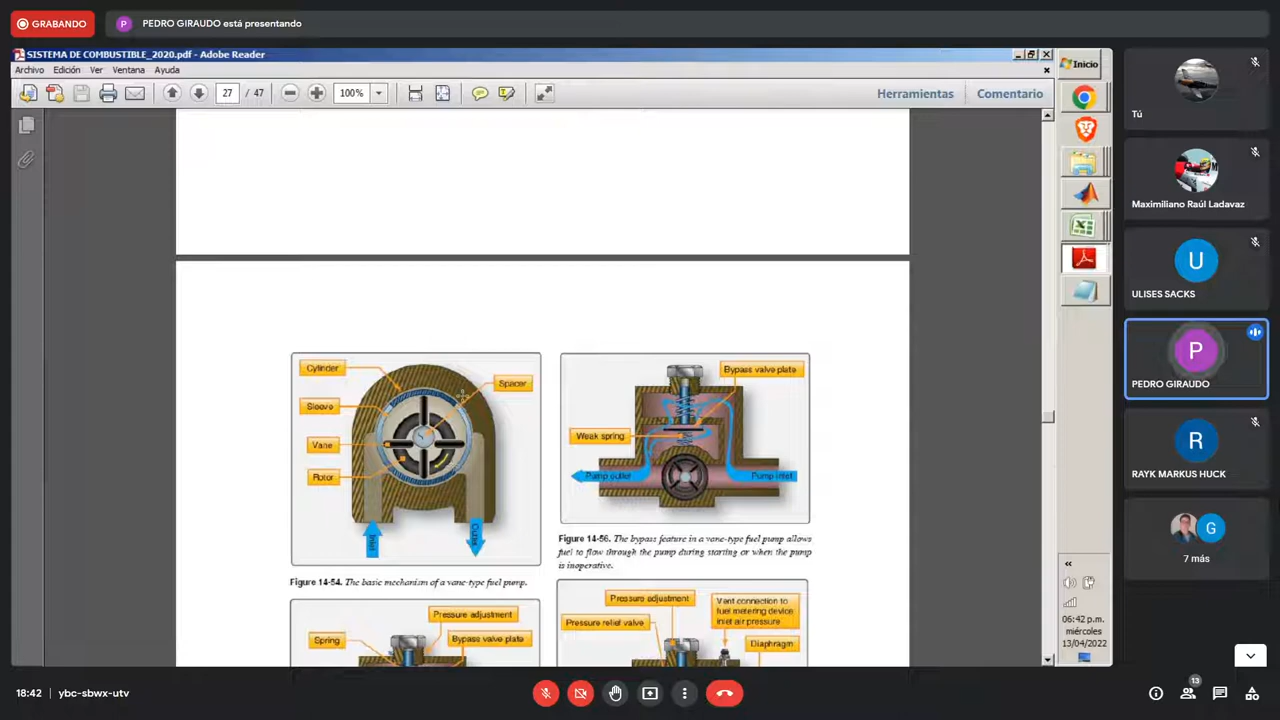 GRABANDO
P PEDRO GIRAUDO está presentando
SISTEMA DE COMBUSTIBLE_2020.pdf - Adobe Reader
Archivo Edición Ver Ventana Ayuda
27 / 47 100% Herramientas Comentario
Inicio
Cylinder
Sleeve
Vane
Rotor
Spacer
Inlet
Outlet
Figure 14-54. The basic mechanism of a vane-type fuel pump.
Bypass valve plate
Weak spring
Pump outlet
Pump inlet
Figure 14-56. The bypass feature in a vane-type fuel pump allows
fuel to flow through the pump during starting or when the pump
is inoperative.
Pressure adjustment
Spring
Bypass valve plate
Pressure adjustment
Pressure relief valve
Vent connection to
fuel metering device
inlet air pressure
Diaphragm
06:42 p.m.
miércoles
13/04/2022
Tú
Maximiliano Raúl Ladavaz
U
ULISES SACKS
P
PEDRO GIRAUDO
R
RAYK MARKUS HUCK
G
7 más
18:42 ybc-sbwx-utv
13